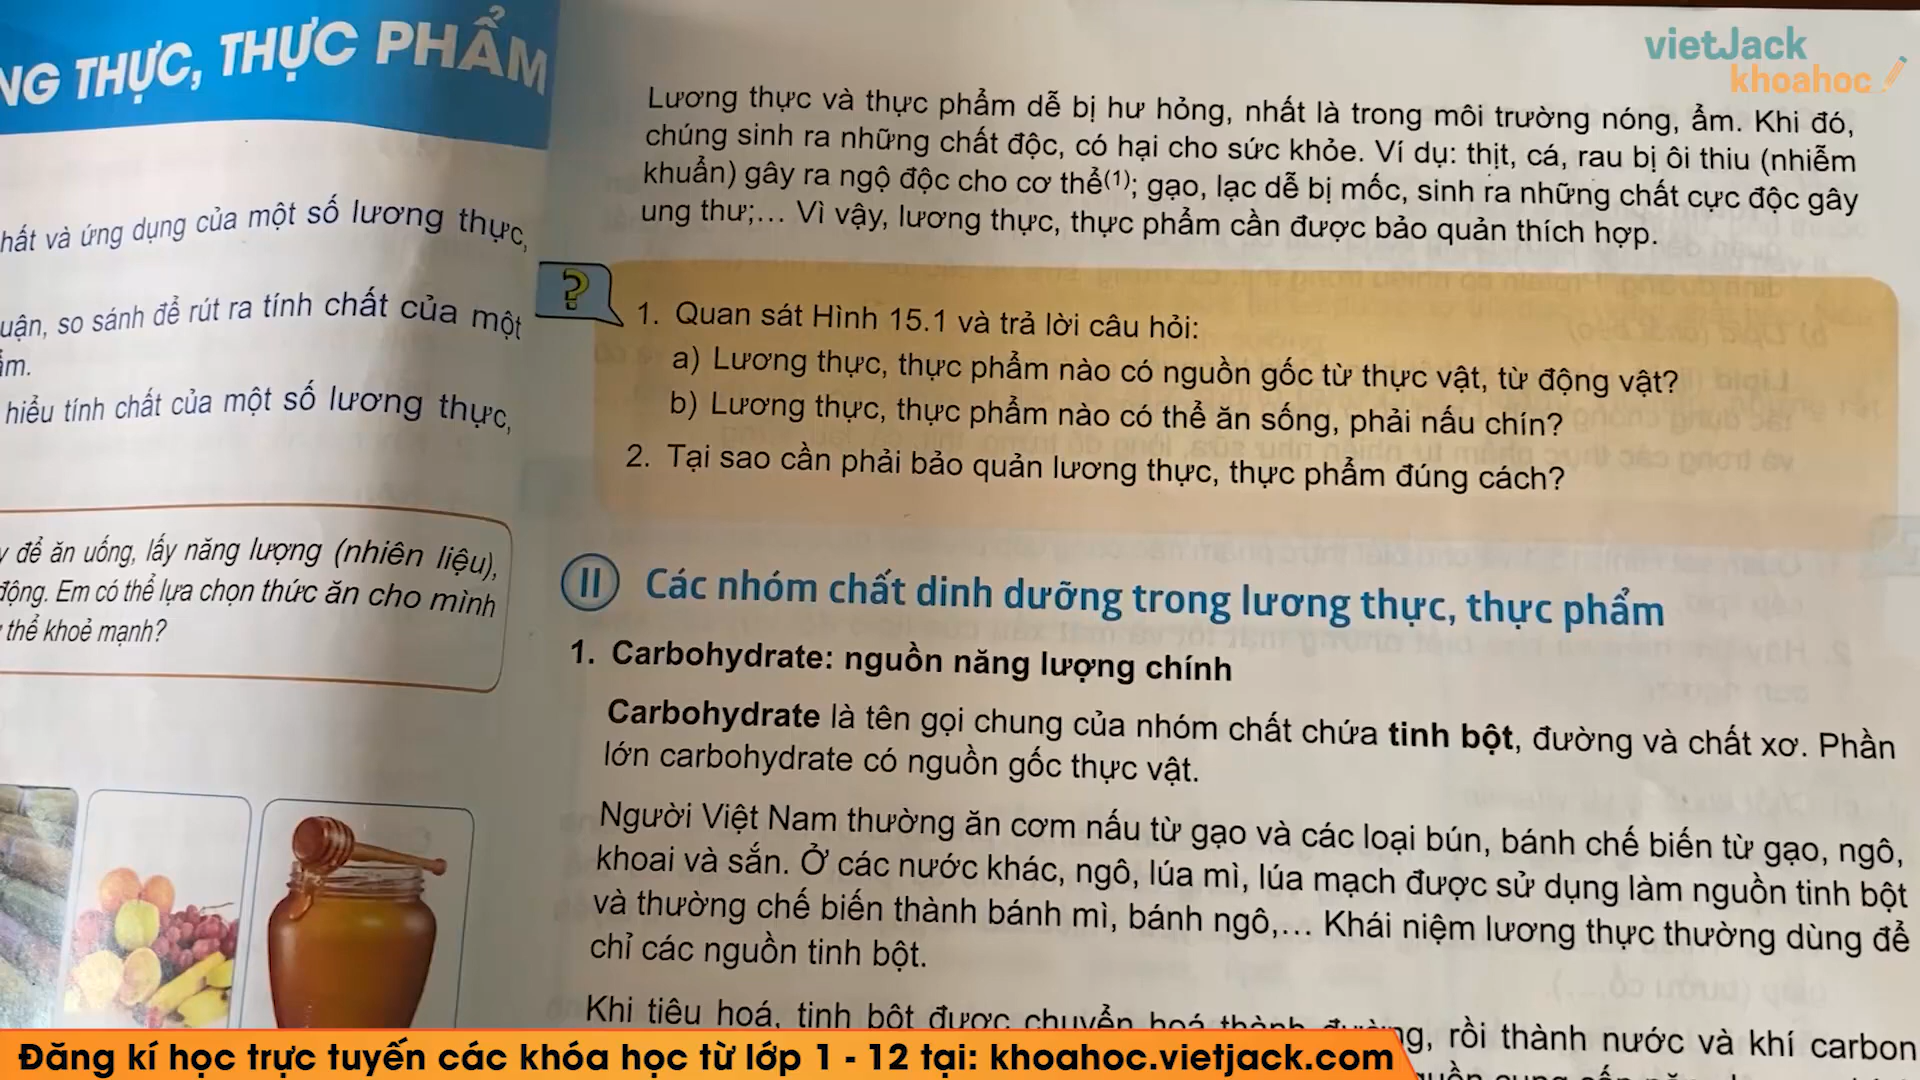 NG THỰC, THỰC PHẨM
hất và ứng dụng của một số lương thực,
uận, so sánh để rút ra tính chất của một
ẩm.
hiểu tính chất của một số lương thực,
để ăn uống, lấy năng lượng (nhiên liệu),
động. Em có thể lựa chọn thức ăn cho mình
thể khoẻ mạnh?
vietJack
khoahoc
Lương thực và thực phẩm dễ bị hư hỏng, nhất là trong môi trường nóng, ẩm. Khi đó,
chúng sinh ra những chất độc, có hại cho sức khỏe. Ví dụ: thịt, cá, rau bị ôi thiu (nhiễm
khuẩn) gây ra ngộ độc cho cơ thể(1); gạo, lạc dễ bị mốc, sinh ra những chất cực độc gây
ung thư;... Vì vậy, lương thực, thực phẩm cần được bảo quản thích hợp.
?
1. Quan sát Hình 15.1 và trả lời câu hỏi:
a) Lương thực, thực phẩm nào có nguồn gốc từ thực vật, từ động vật?
b) Lương thực, thực phẩm nào có thể ăn sống, phải nấu chín?
2. Tại sao cần phải bảo quản lương thực, thực phẩm đúng cách?
II Các nhóm chất dinh dưỡng trong lương thực, thực phẩm
1. Carbohydrate: nguồn năng lượng chính
Carbohydrate là tên gọi chung của nhóm chất chứa tinh bột, đường và chất xơ. Phần
lớn carbohydrate có nguồn gốc thực vật.
Người Việt Nam thường ăn cơm nấu từ gạo và các loại bún, bánh chế biến từ gạo, ngô,
khoai và sắn. Ở các nước khác, ngô, lúa mì, lúa mạch được sử dụng làm nguồn tinh bột
và thường chế biến thành bánh mì, bánh ngô,... Khái niệm lương thực thường dùng để
chỉ các nguồn tinh bột.
Khi tiêu hoá, tinh bột được chuyển hoá thành đường, rồi thành nước và khí carbon
Đăng kí học trực tuyến các khóa học từ lớp 1 - 12 tại: khoahoc.vietjack.com